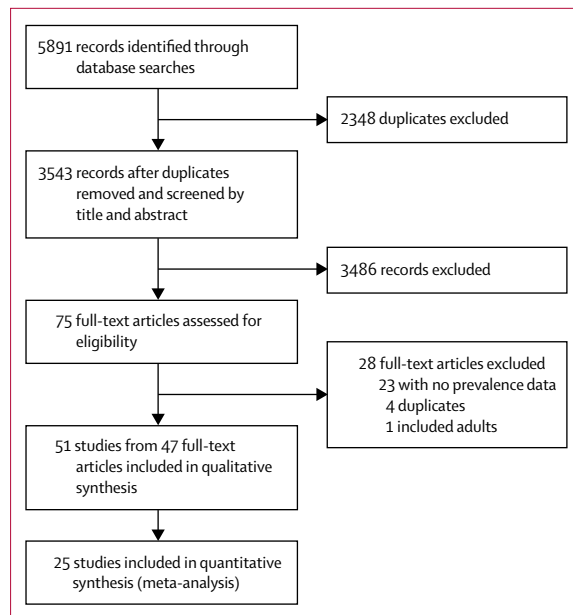 5891 records identified through
database searches
2348 duplicates excluded
3543 records after duplicates
removed and screened by
title and abstract
3486 records excluded
75 full-text articles assessed for
eligibility
28 full-text articles excluded
23 with no prevalence data
4 duplicates
1 included adults
51 studies from 47 full-text
articles included in qualitative
synthesis
25 studies included in quantitative
synthesis (meta-analysis)